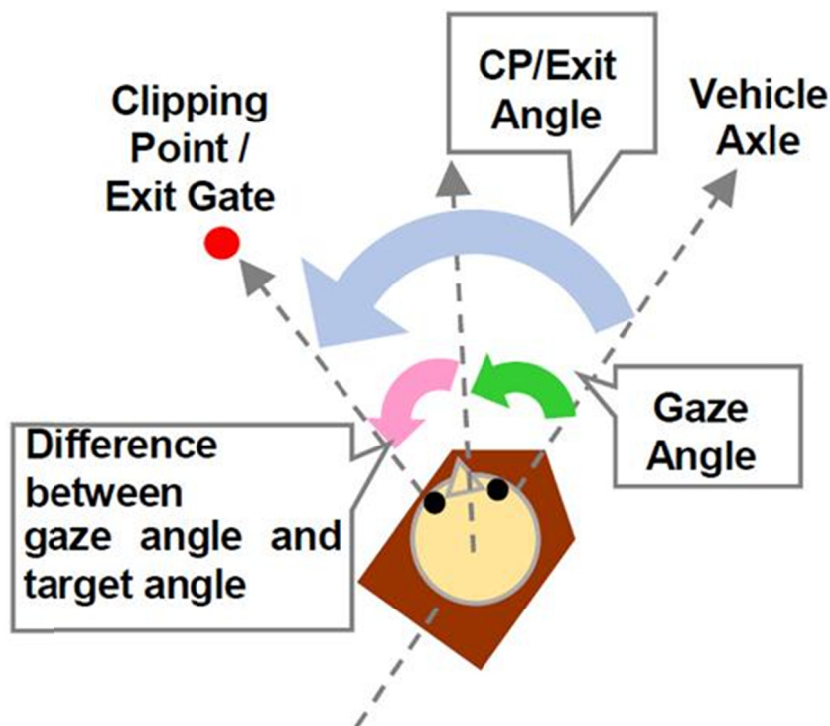 CP/Exit
Angle
Vehicle
Axle
Clipping
Point /
Exit Gate
Gaze
Angle
Difference
between
gaze angle and
target angle